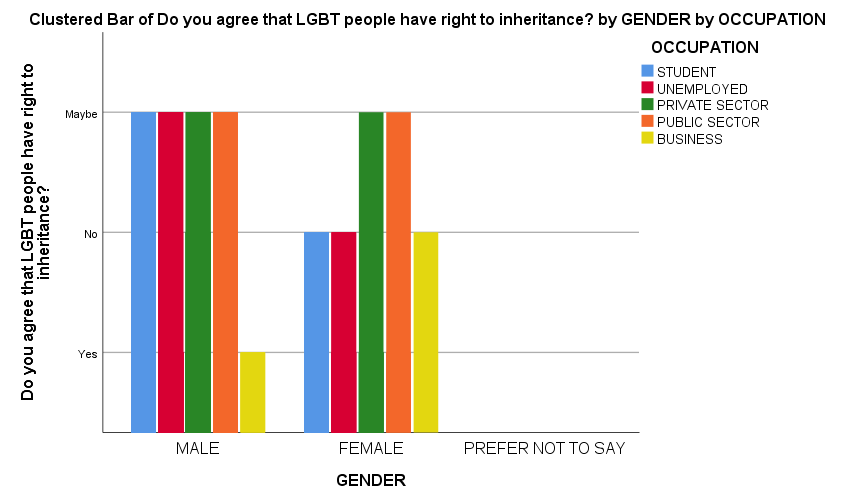 Clustered Bar of Do you agree that LGBT people have right to inheritance? by GENDER by OCCUPATION
OCCUPATION
STUDENT
UNEMPLOYED
PRIVATE SECTOR
PUBLIC SECTOR
BUSINESS
Do you agree that LGBT people have right to
inheritance?
Maybe
No
Yes
MALE
FEMALE
PREFER NOT TO SAY
GENDER